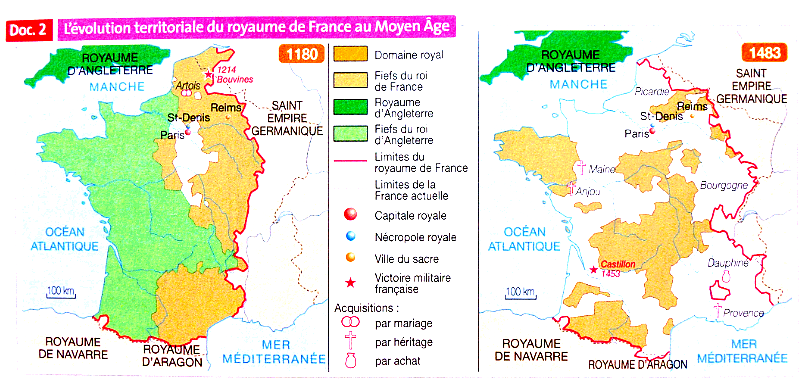 Doc. 2 L'évolution territoriale du royaume de France au Moyen Âge
1180
ROYAUME
D'ANGLETERRE
MANCHE
1214
Bouvines
Artois
Reims
St-Denis
Paris
SAINT
EMPIRE
GERMANIQUE
OCÉAN
ATLANTIQUE
100 km
ROYAUME
DE NAVARRE
ROYAUME
D'ARAGON
MER
MÉDITERRANÉE
Domaine royal
Fiefs du roi
de France
Royaume
d'Angleterre
Fiefs du roi
d'Angleterre
Limites du
royaume de France
Limites de la
France actuelle
Capitale royale
Nécropole royale
Ville du sacre
Victoire militaire
française
Acquisitions :
par mariage
par héritage
par achat
1483
ROYAUME
D'ANGLETERRE
MANCHE
Picardie
SAINT
EMPIRE
GERMANIQUE
Reims
St-Denis
Paris
Maine
Anjou
Bourgogne
OCÉAN
ATLANTIQUE
Castillon
1453
Dauphiné
Provence
100 km
ROYAUME
DE NAVARRE
ROYAUME D'ARAGON
MER
MÉDITERRANÉE